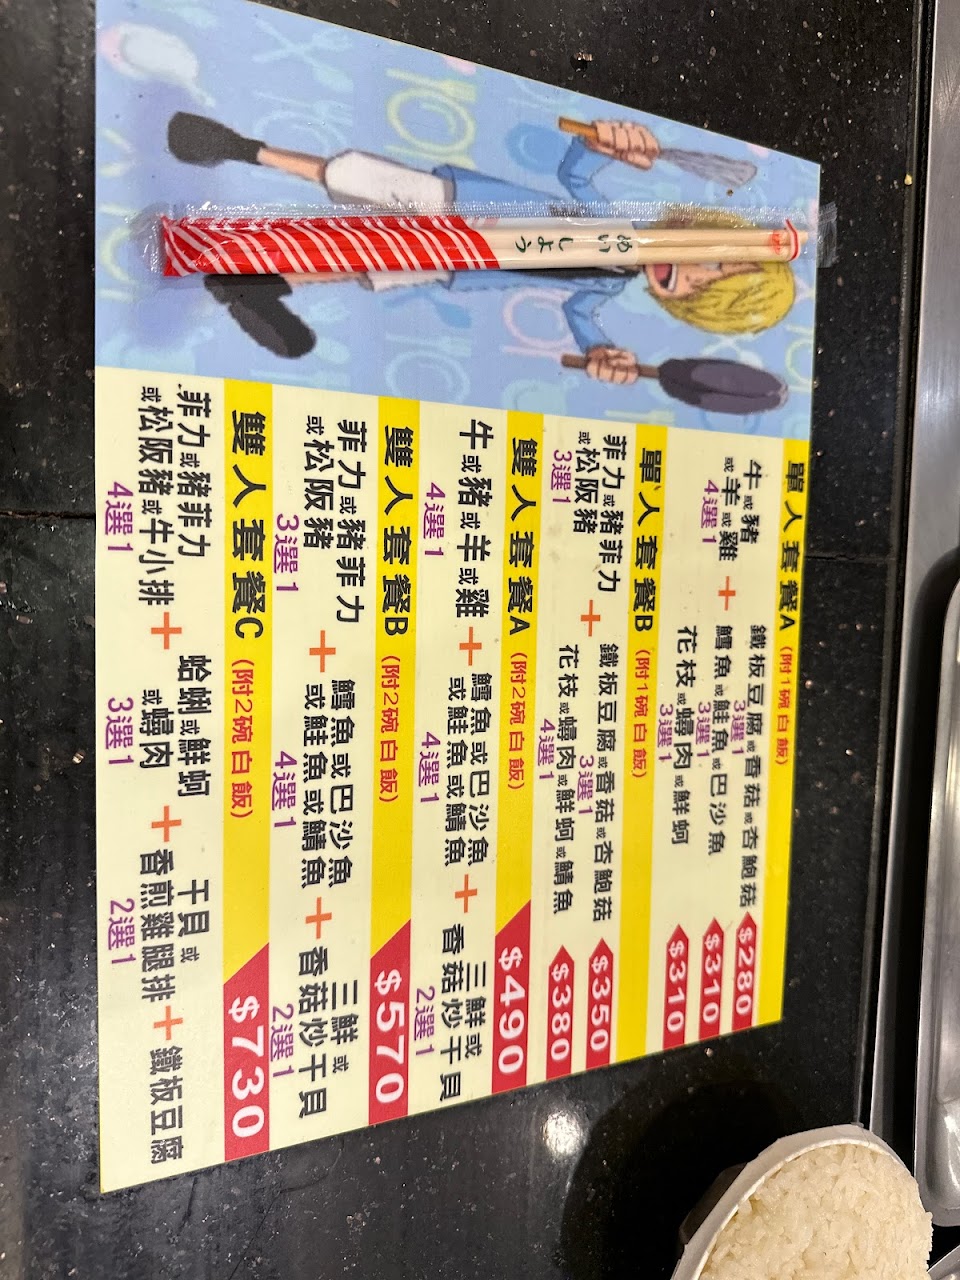 めいしよう
單人套餐A(附1碗白飯)
牛或豬
或羊或雞
4選1
+
鐵板豆腐或香菇或杏鮑菇
3選1
$280
鱈魚或鮭魚或巴沙魚
3選1
$310
花枝或蟳肉或鮮蚵
3選1
$310
單人套餐B(附1碗白飯)
菲力或豬菲力
或松阪豬
3選1
+
鐵板豆腐或香菇或杏鮑菇
3選1
$350
花枝或蟳肉或鮮蚵或鯖魚
4選1
$380
雙人套餐A(附2碗白飯)
$490
牛或豬或羊或雞
4選1
+
鱈魚或巴沙魚
或鮭魚或鯖魚
4選1
+
三鮮或
香菇炒干貝
2選1
雙人套餐B(附2碗白飯)
$570
菲力或豬菲力
或松阪豬
3選1
+
鱈魚或巴沙魚
或鮭魚或鯖魚
4選1
+
三鮮或
香菇炒干貝
2選1
雙人套餐C(附2碗白飯)
$730
菲力或豬菲力
或松阪豬或牛小排
4選1
+
蛤蜊或鮮蚵
或蟳肉
3選1
+
干貝或
香煎雞腿排
2選1
+
鐵板豆腐